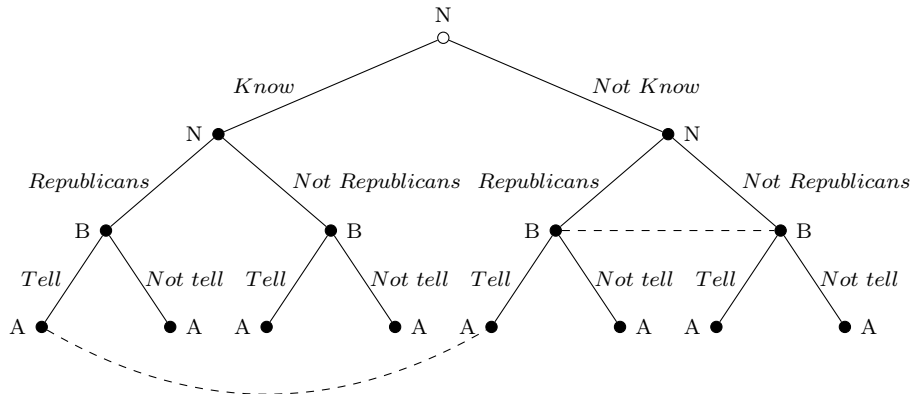 N
Know Not Know
N N
Republicans Not Republicans Republicans Not Republicans
B B B B
Tell Not tell Tell Not tell Tell Not tell Tell Not tell
A A A A A A A A